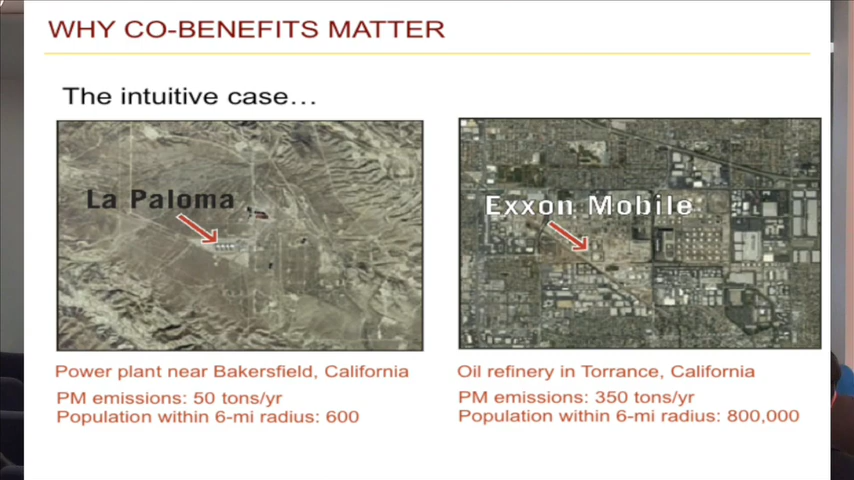 WHY CO-BENEFITS MATTER
The intuitive case…
La Paloma
Exxon Mobile
Power plant near Bakersfield, California
PM emissions: 50 tons/yr
Population within 6-mi radius: 600
Oil refinery in Torrance, California
PM emissions: 350 tons/yr
Population within 6-mi radius: 800,000